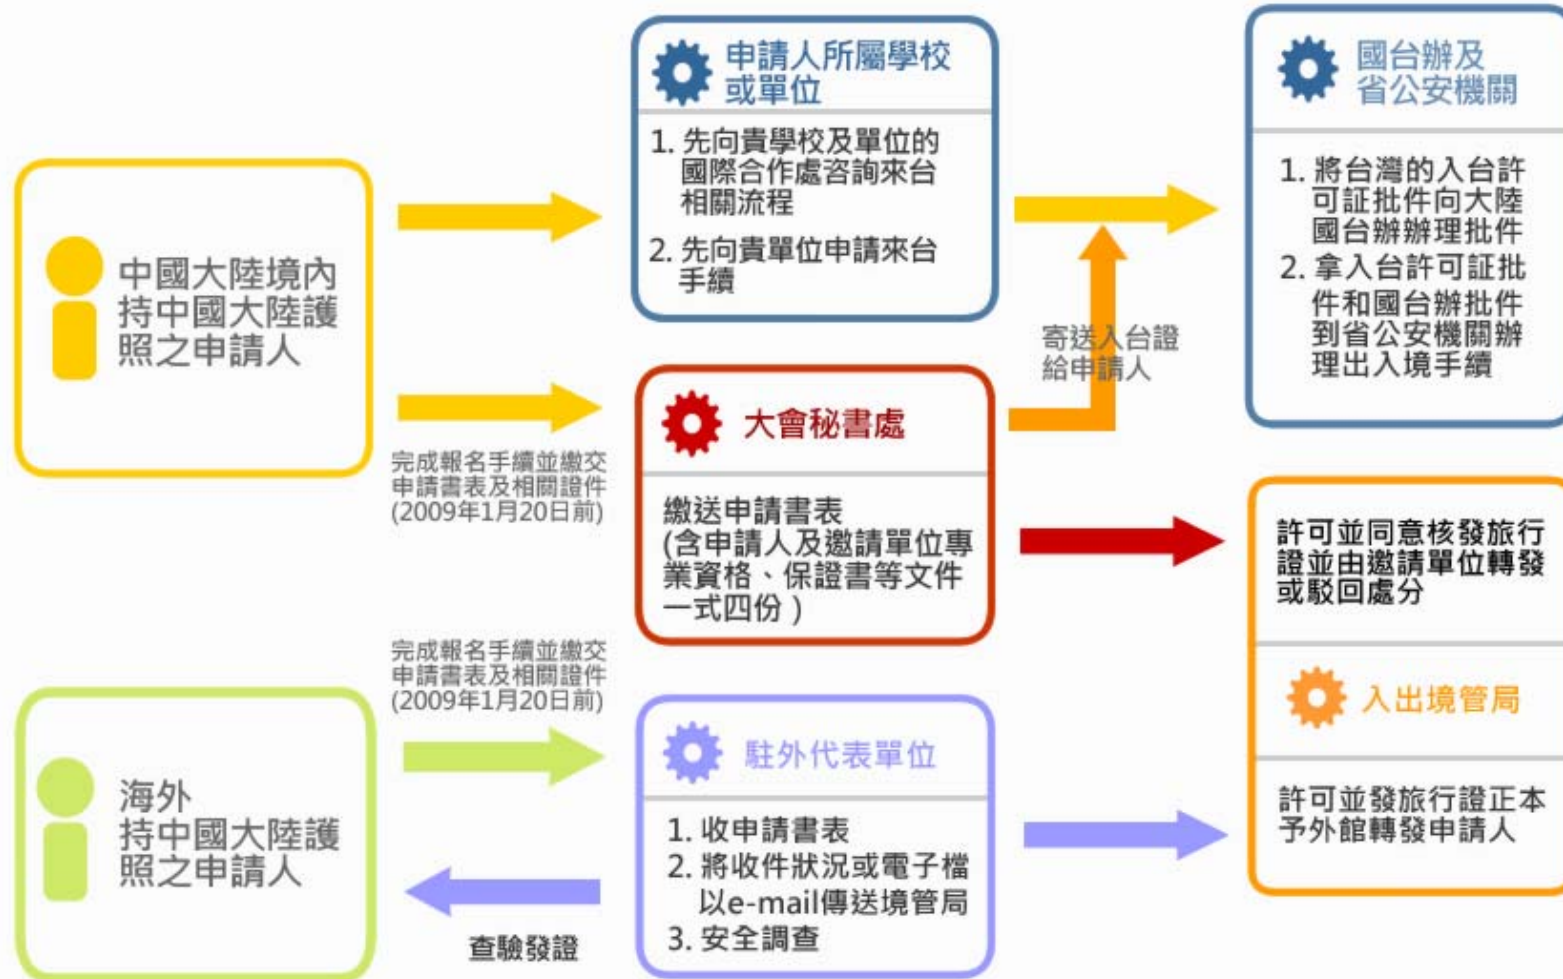 中國大陸境內
持中國大陸護
照之申請人
申請人所屬學校
或單位
1. 先向貴學校及單位的
國際合作處咨詢來台
相關流程
2. 先向貴單位申請來台
手續
國台辦及
省公安機關
1. 將台灣的入台許
可証批件向大陸
國台辦辦理批件
2. 拿入台許可証批
件和國台辦批件
到省公安機關辦
理出入境手續
寄送入台證
給申請人
完成報名手續並繳交
申請書表及相關證件
(2009年1月20日前)
大會秘書處
繳送申請書表
(含申請人及邀請單位專
業資格、保證書等文件
一式四份 )
許可並同意核發旅行
證並由邀請單位轉發
或駁回處分
入出境管局
許可並發旅行證正本
予外館轉發申請人
完成報名手續並繳交
申請書表及相關證件
(2009年1月20日前)
海外
持中國大陸護
照之申請人
駐外代表單位
1. 收申請書表
2. 將收件狀況或電子檔
以e-mail傳送境管局
3. 安全調查
查驗發證